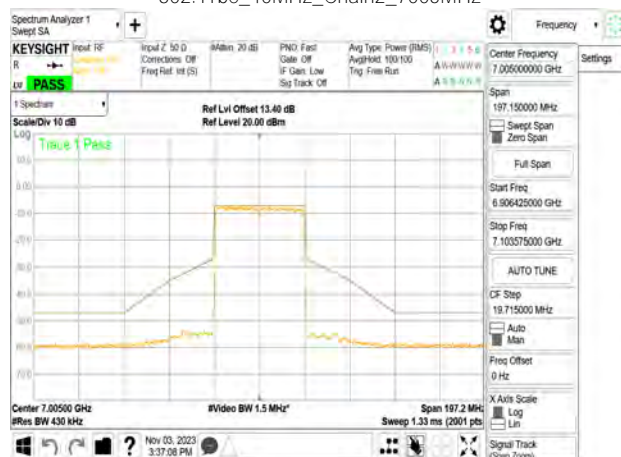 802.11be_40MHz_Chain2_7005MHz
Spectrum Analyzer 1
Swept SA
Frequency
Settings
KEYSIGHT
R
Input: RF
Input Z: 50 Ω
Corrections: Off
Freq Ref: Int (S)
#Atten: 20 dB
PNO: Fast
Gate: Off
IF Gain: Low
Sig Track: Off
Avg Type: Power (RMS)
Avg|Hold: 100/100
Trig: Free Run
PASS
1 Spectrum
Scale/Div 10 dB
Ref Lvl Offset 13.40 dB
Ref Level 20.00 dBm
Log
Trace 1 Pass
Center 7.00500 GHz
#Res BW 430 kHz
#Video BW 1.5 MHz*
Span 197.2 MHz
Sweep 1.33 ms (2001 pts)
Nov 03, 2023
3:37:08 PM
Center Frequency
7.005000000 GHz
Span
197.150000 MHz
Swept Span
Zero Span
Full Span
Start Freq
6.906425000 GHz
Stop Freq
7.103575000 GHz
AUTO TUNE
CF Step
19.715000 MHz
Auto
Man
Freq Offset
0 Hz
X Axis Scale
Log
Lin
Signal Track
(Span Zoom)